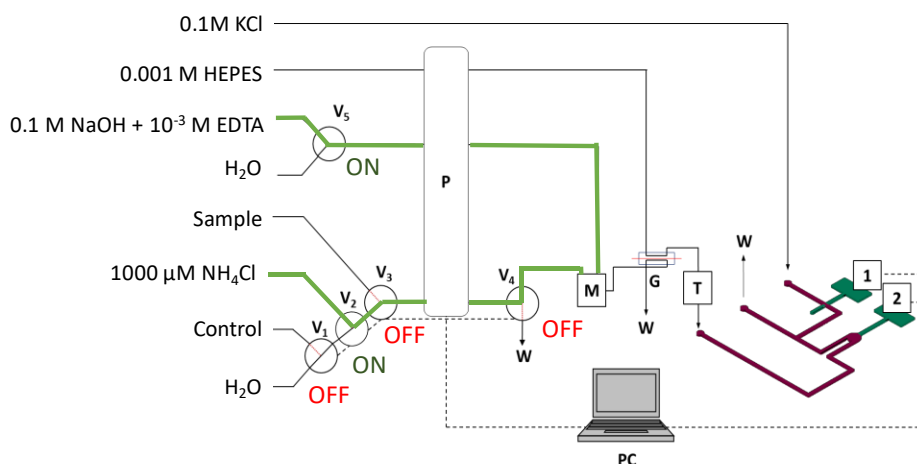 0.1M KCl
0.001 M HEPES
0.1 M NaOH + 10⁻³ M EDTA
V₅
H₂O
ON
P
Sample
1000 µM NH₄Cl
V₃
V₂
V₄
Control
V₁
OFF
ON
OFF
H₂O
OFF
W
M
G
W
T
W
1
2
PC